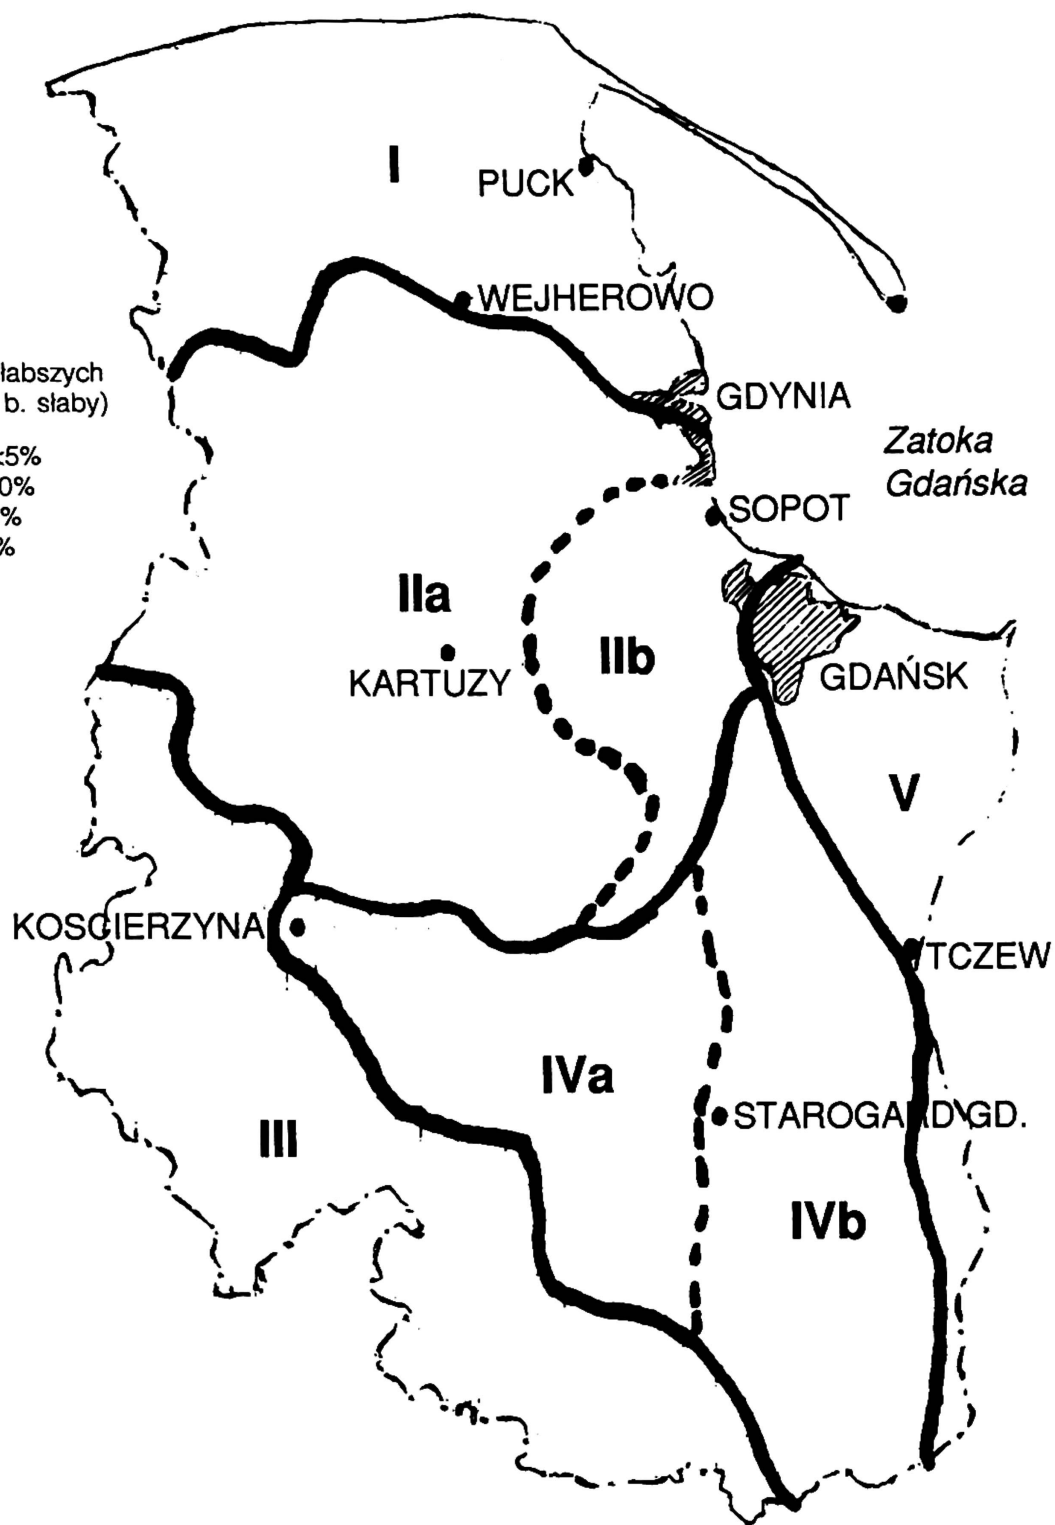 I
PUCK
WEJHEROWO
łabszych
b. słaby)
<5%
0%
%
%
GDYNIA
Zatoka
Gdańska
SOPOT
IIa
KARTUZY
IIb
GDAŃSK
V
KOSCIERZYNA
TCZEW
IVa
STAROGARD GD.
III
IVb